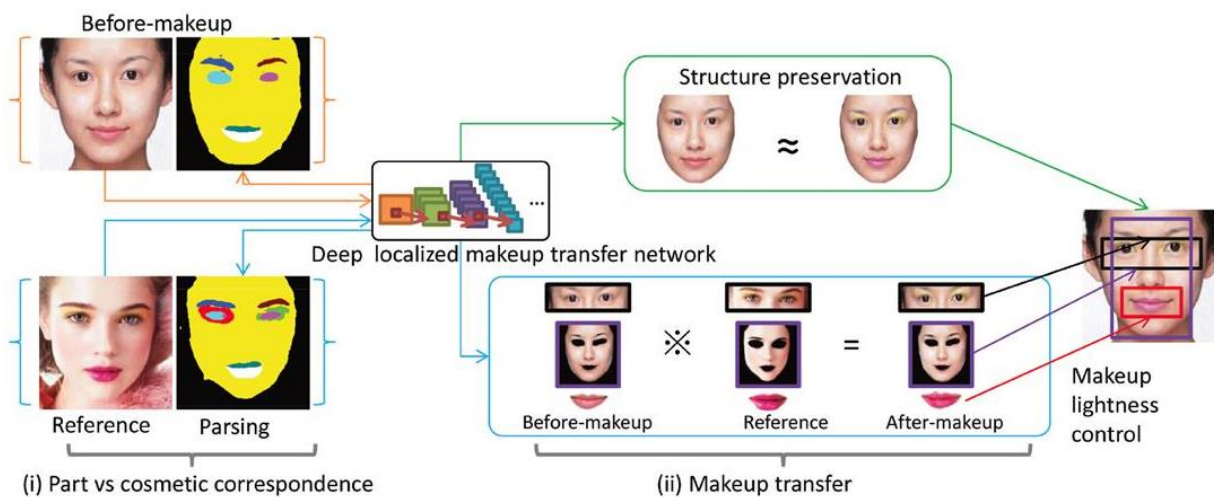 Before-makeup
Structure preservation
≈
...
Deep localized makeup transfer network
※
=
Before-makeup
Reference
After-makeup
Makeup
lightness
control
Reference
Parsing
(i) Part vs cosmetic correspondence
(ii) Makeup transfer